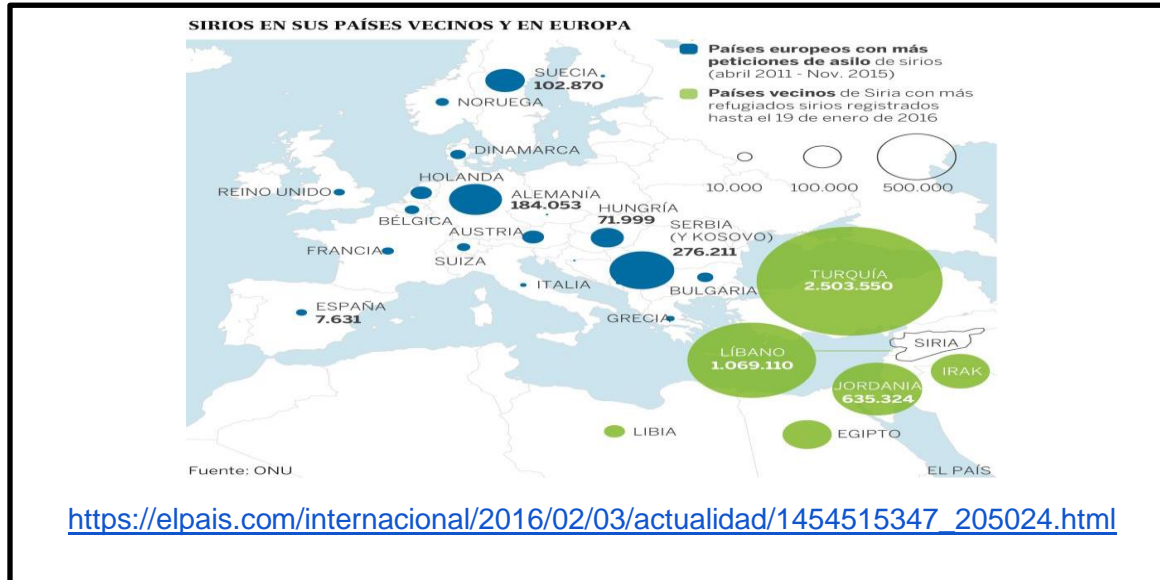 SIRIOS EN SUS PAÍSES VECINOS Y EN EUROPA
Países europeos con más
peticiones de asilo de sirios
(abril 2011 - Nov. 2015)
Países vecinos de Siria con más
refugiados sirios registrados
hasta el 19 de enero de 2016
10.000
100.000
500.000
SUECIA
102.870
NORUEGA
DINAMARCA
HOLANDA
REINO UNIDO
ALEMANIA
184.053
BÉLGICA
HUNGRÍA
71.999
AUSTRIA
SERBIA
(Y KOSOVO)
276.211
FRANCIA
SUIZA
ITALIA
BULGARIA
TURQUÍA
2.503.550
ESPAÑA
7.631
GRECIA
SIRIA
LÍBANO
1.069.110
IRAK
JORDANIA
635.324
LIBIA
EGIPTO
Fuente: ONU
EL PAÍS
https://elpais.com/internacional/2016/02/03/actualidad/1454515347_205024.html